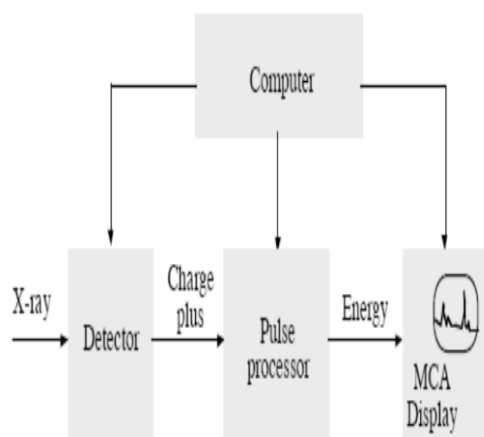 Computer
X-ray
Detector
Charge
plus
Pulse
processor
Energy
MCA
Display